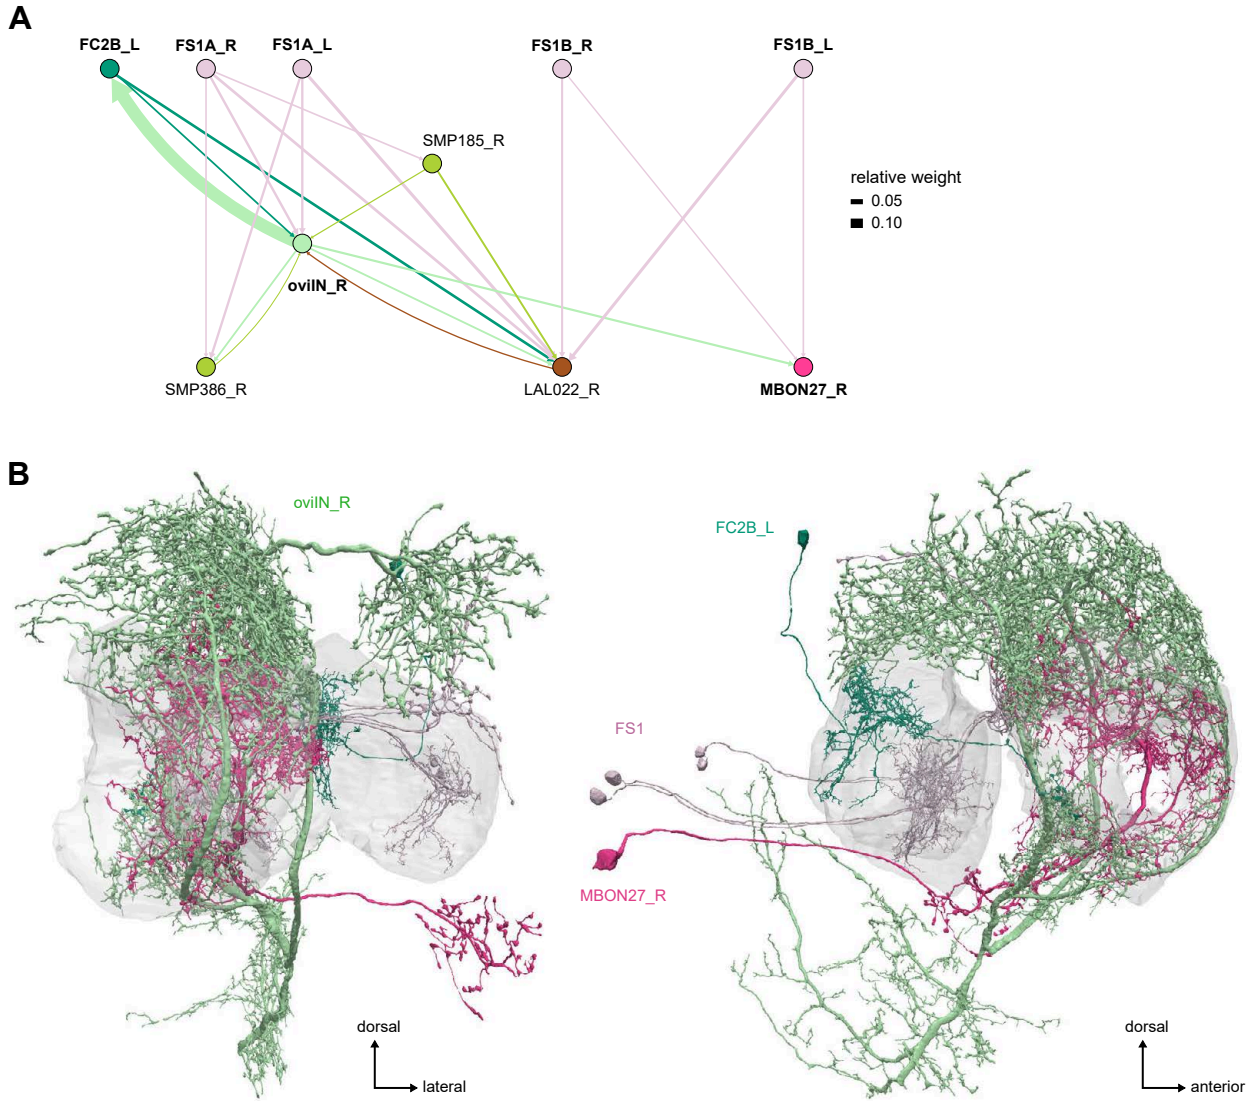 A
FC2B_L
FS1A_R
FS1A_L
FS1B_R
FS1B_L
SMP185_R
relative weight
0.05
0.10
oviIN_R
SMP386_R
LAL022_R
MBON27_R
B
oviIN_R
FC2B_L
FS1
MBON27_R
dorsal
lateral
dorsal
anterior